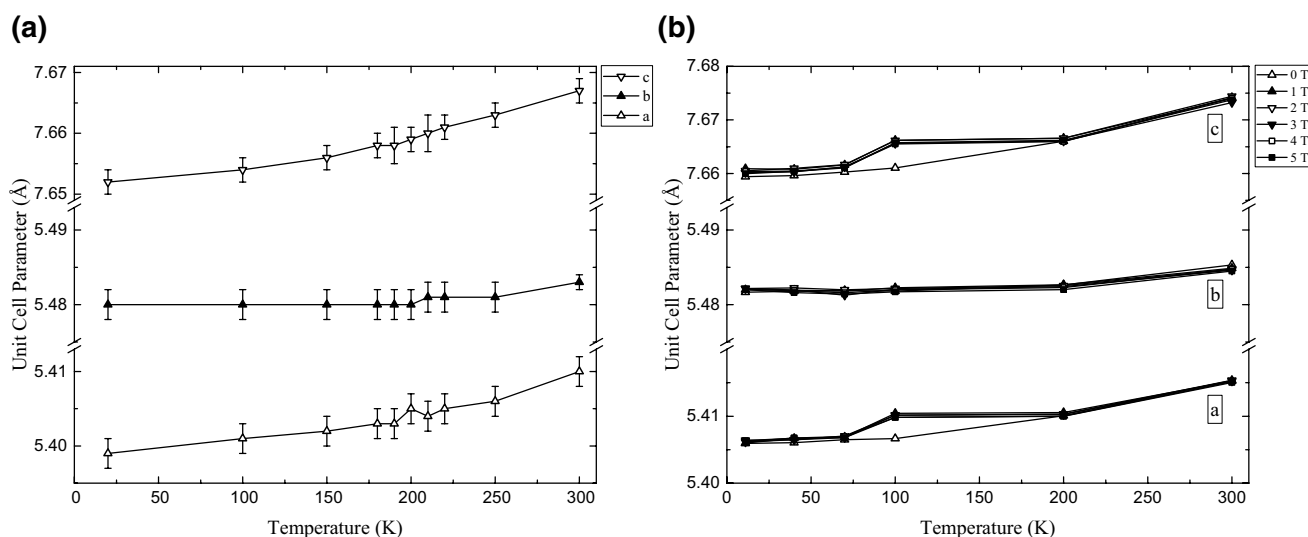 (a)
(b)
7.67
7.66
7.65
5.49
5.48
5.41
5.40
Unit Cell Parameter (Å)
0 50 100 150 200 250 300
Temperature (K)
c
b
a
7.68
7.67
7.66
5.49
5.48
5.41
5.40
Unit Cell Parameter (Å)
c
b
a
0 50 100 150 200 250 300
Temperature (K)
0 T
1 T
2 T
3 T
4 T
5 T